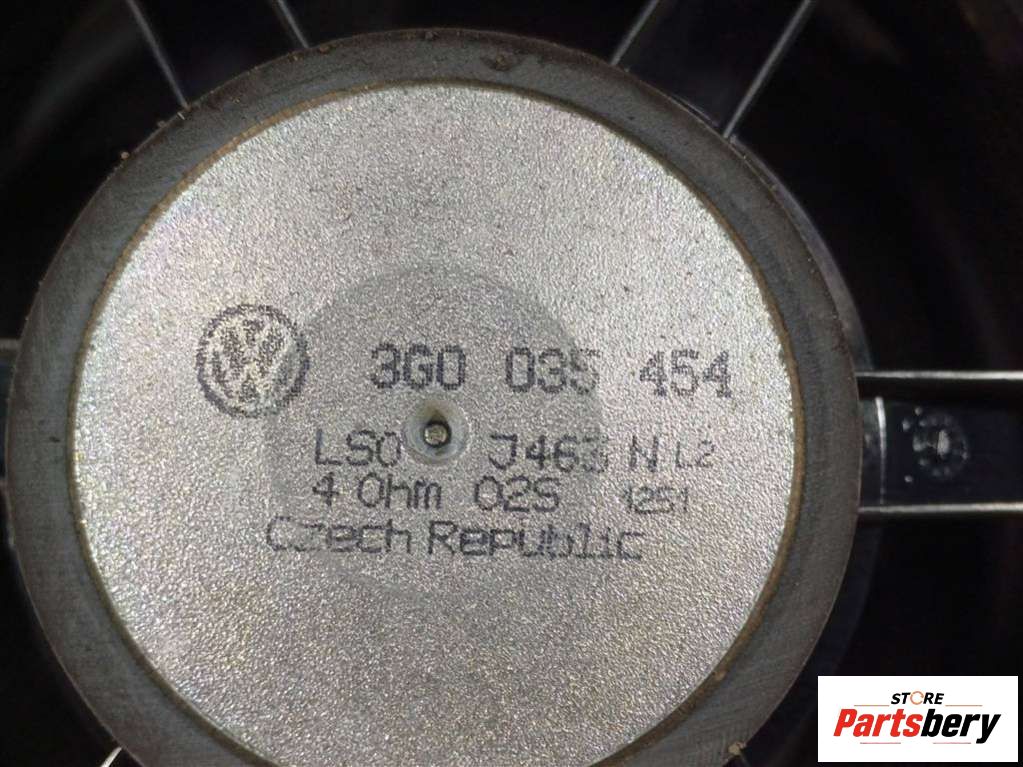 3G0 035 454
LS0 J463 N L2
4 Ohm 02S 1251
Czech Republic
STORE
Partsbery